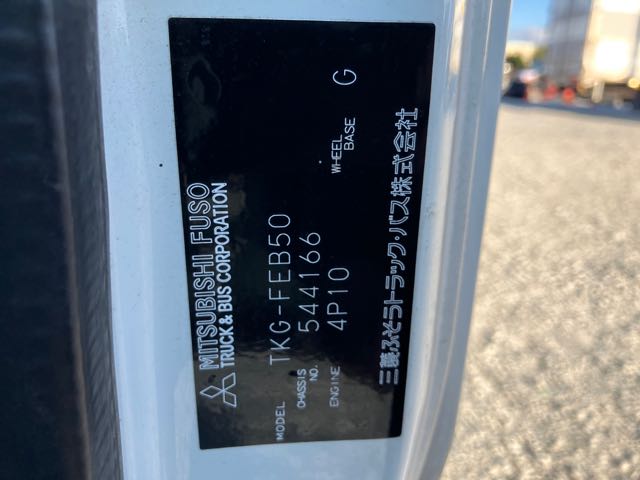 MITSUBISHI FUSO
TRUCK & BUS CORPORATION
MODEL TKG-FEB50
CHASSIS NO. 544166
ENGINE 4P10
WHEEL BASE G
三菱ふそうトラック・バス株式会社